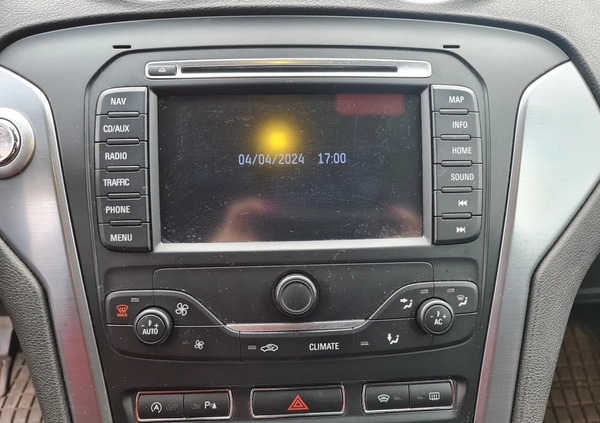 NAV
CD/AUX
RADIO
TRAFFIC
PHONE
MENU
04/04/2024 17:00
MAP
INFO
HOME
SOUND
MAX
AUTO
CLIMATE
AC
A
P